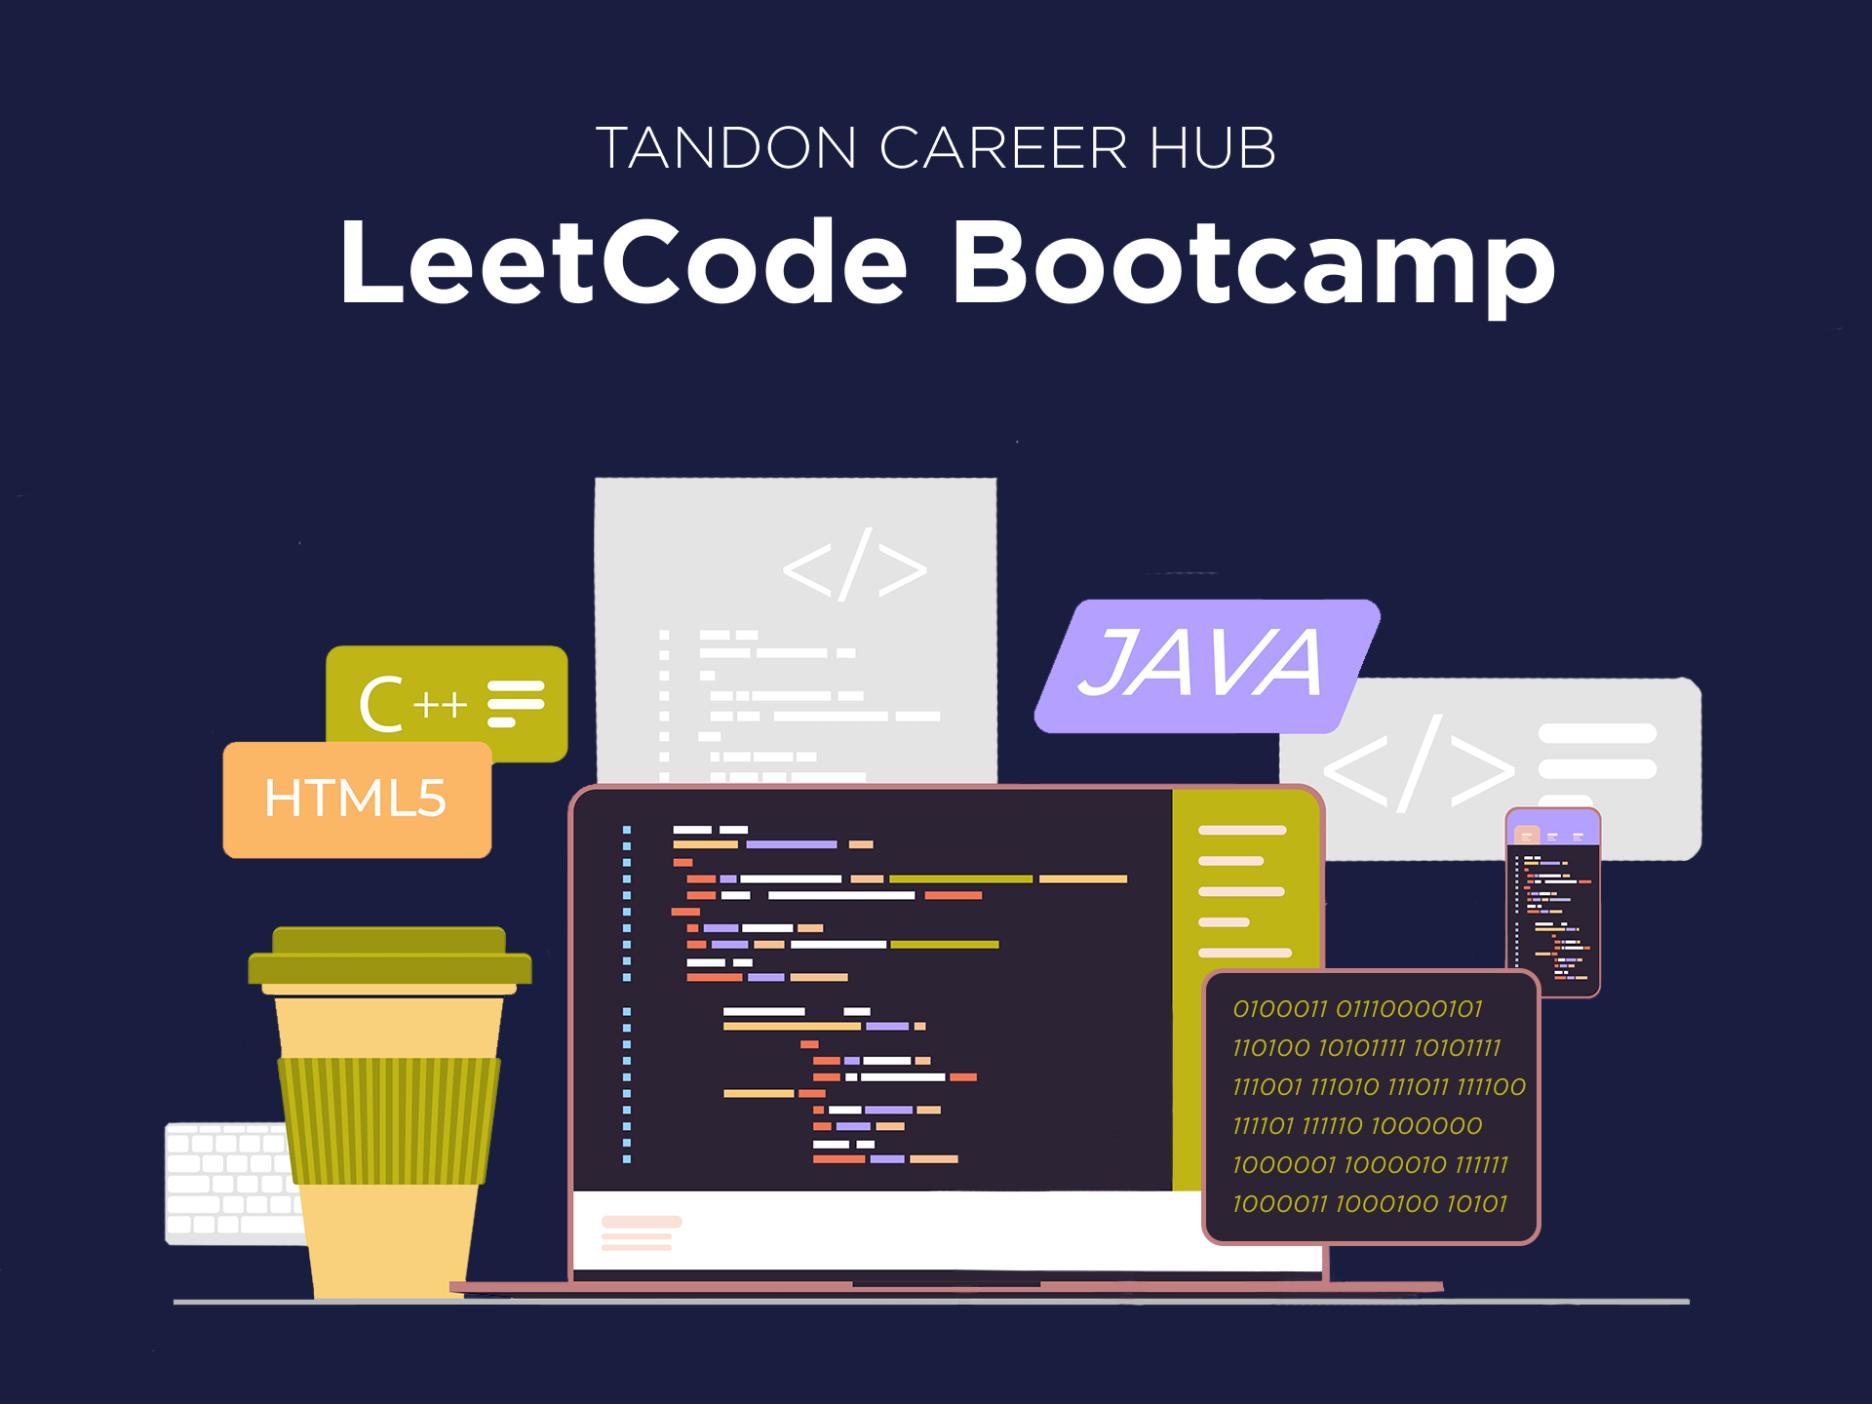 TANDON CAREER HUB
LeetCode Bootcamp
</>
JAVA
C++
</>
HTML5
0100011 01110000101
110100 10101111 10101111
111001 111010 111011 111100
111101 111110 1000000
1000001 1000010 111111
1000011 1000100 10101